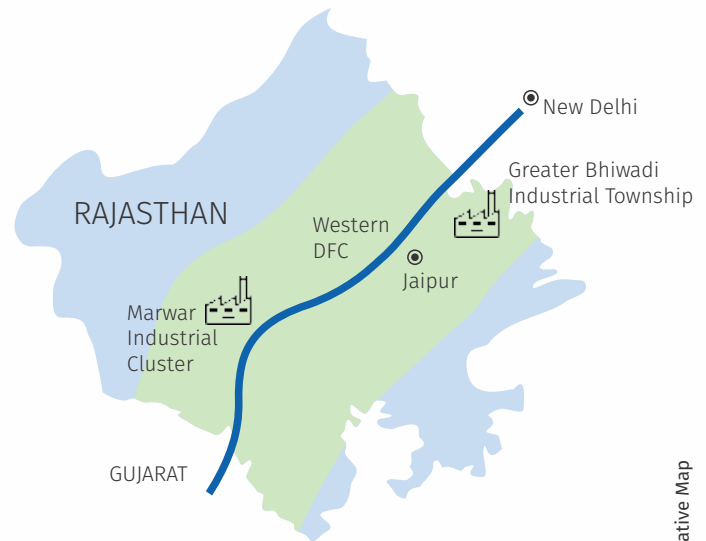 New Delhi
Greater Bhiwadi
Industrial Township
RAJASTHAN
Western
DFC
Jaipur
Marwar
Industrial
Cluster
GUJARAT
ative Map